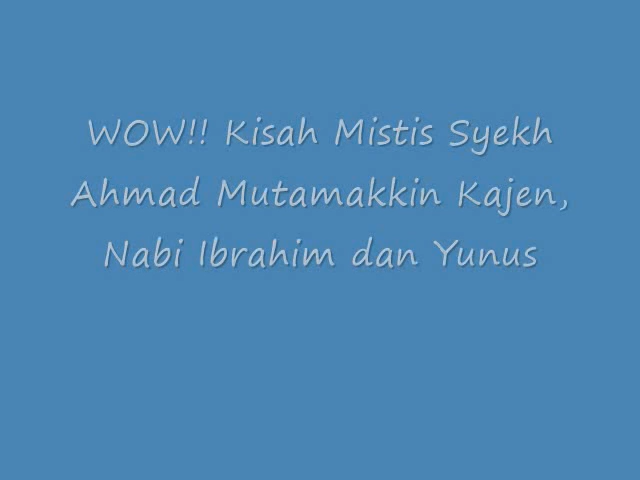 WOW!! Kisah Mistis Syekh
Ahmad Mutamakkin Kajen,
Nabi Ibrahim dan Yunus